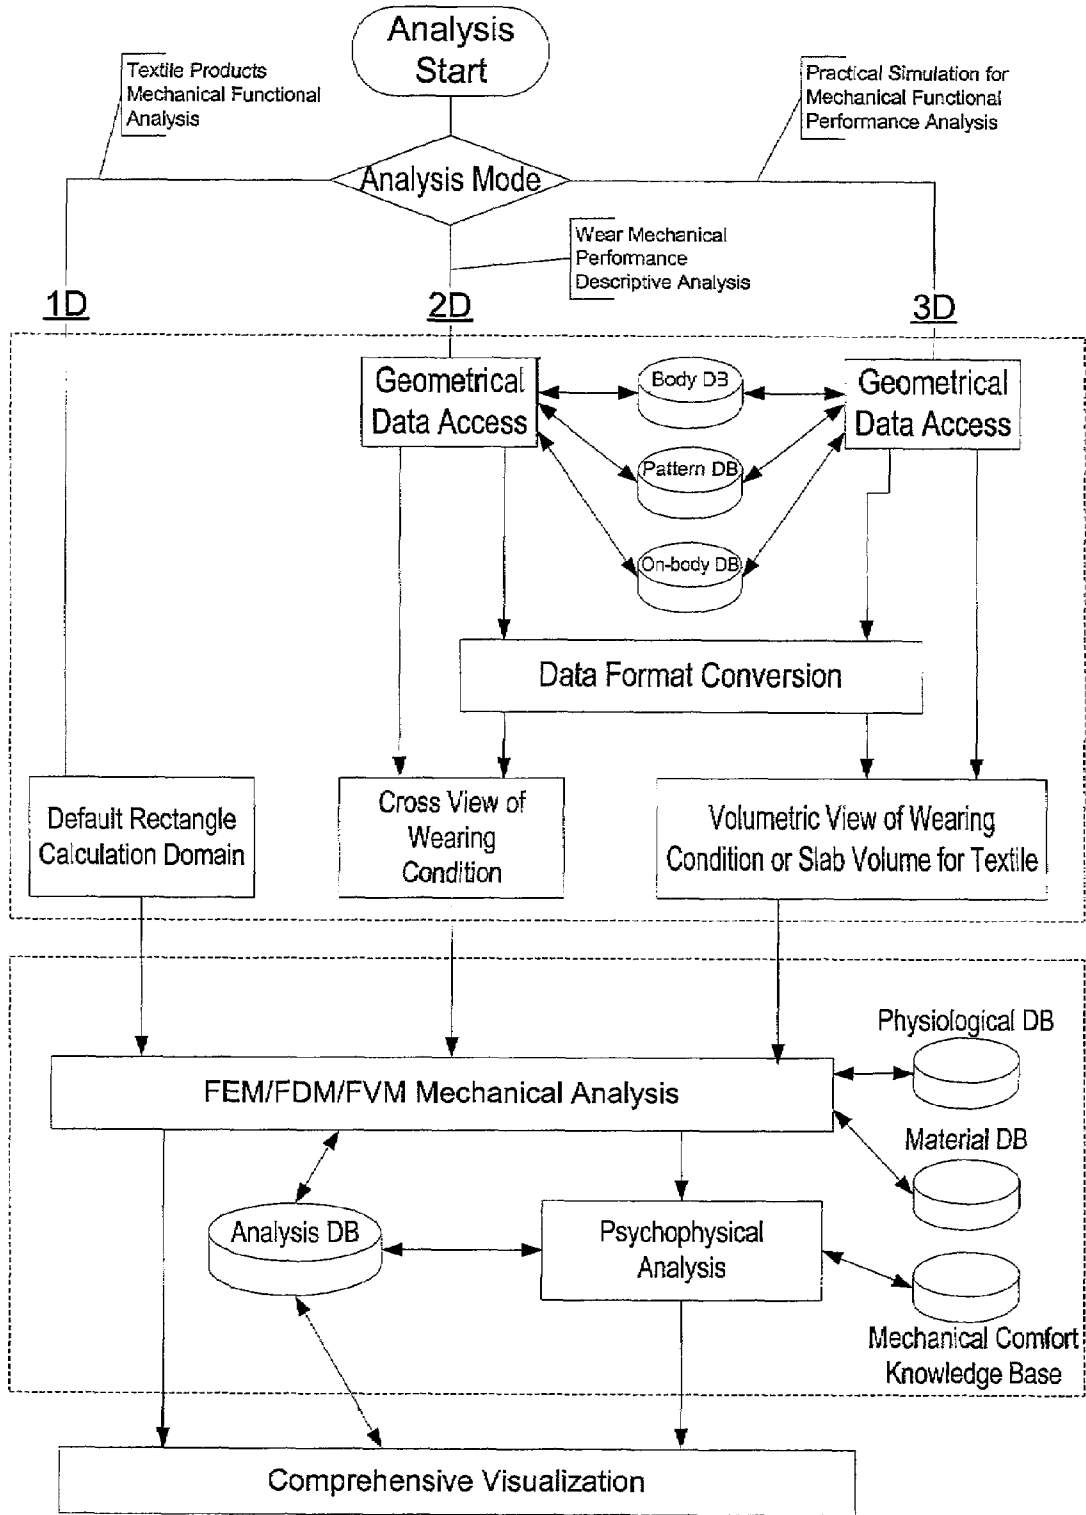 Analysis
Start
Textile Products
Mechanical Functional
Analysis
Practical Simulation for
Mechanical Functional
Performance Analysis
Analysis Mode
Wear Mechanical
Performance
Descriptive Analysis
1D
2D
3D
Geometrical
Data Access
Body DB
Geometrical
Data Access
Pattern DB
On-body DB
Data Format Conversion
Default Rectangle
Calculation Domain
Cross View of
Wearing
Condition
Volumetric View of Wearing
Condition or Slab Volume for Textile
Physiological DB
FEM/FDM/FVM Mechanical Analysis
Material DB
Analysis DB
Psychophysical
Analysis
Mechanical Comfort
Knowledge Base
Comprehensive Visualization